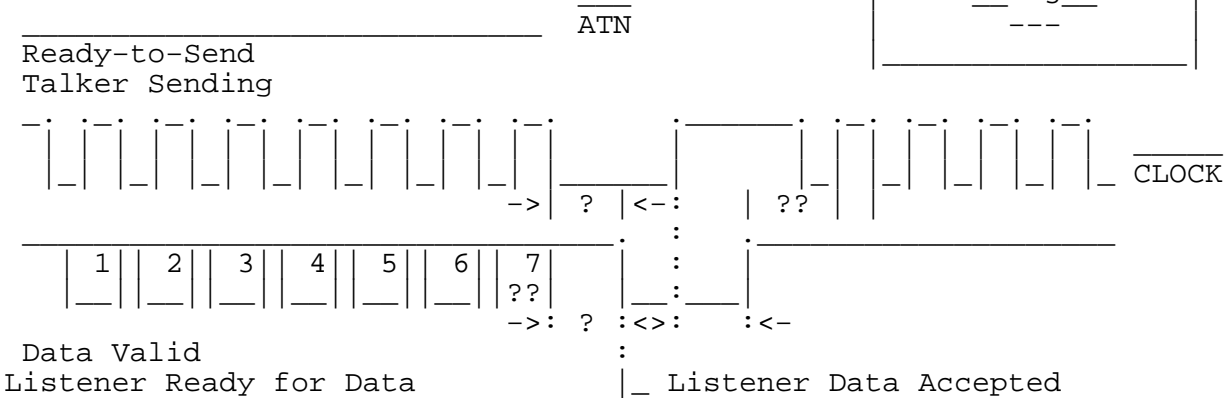 ATN
---
Ready-to-Send
Talker Sending
CLOCK
-> ? <-: ??
1 2 3 4 5 6 7
??
->: ? :<>: :<-
Data Valid
Listener Ready for Data
Listener Data Accepted